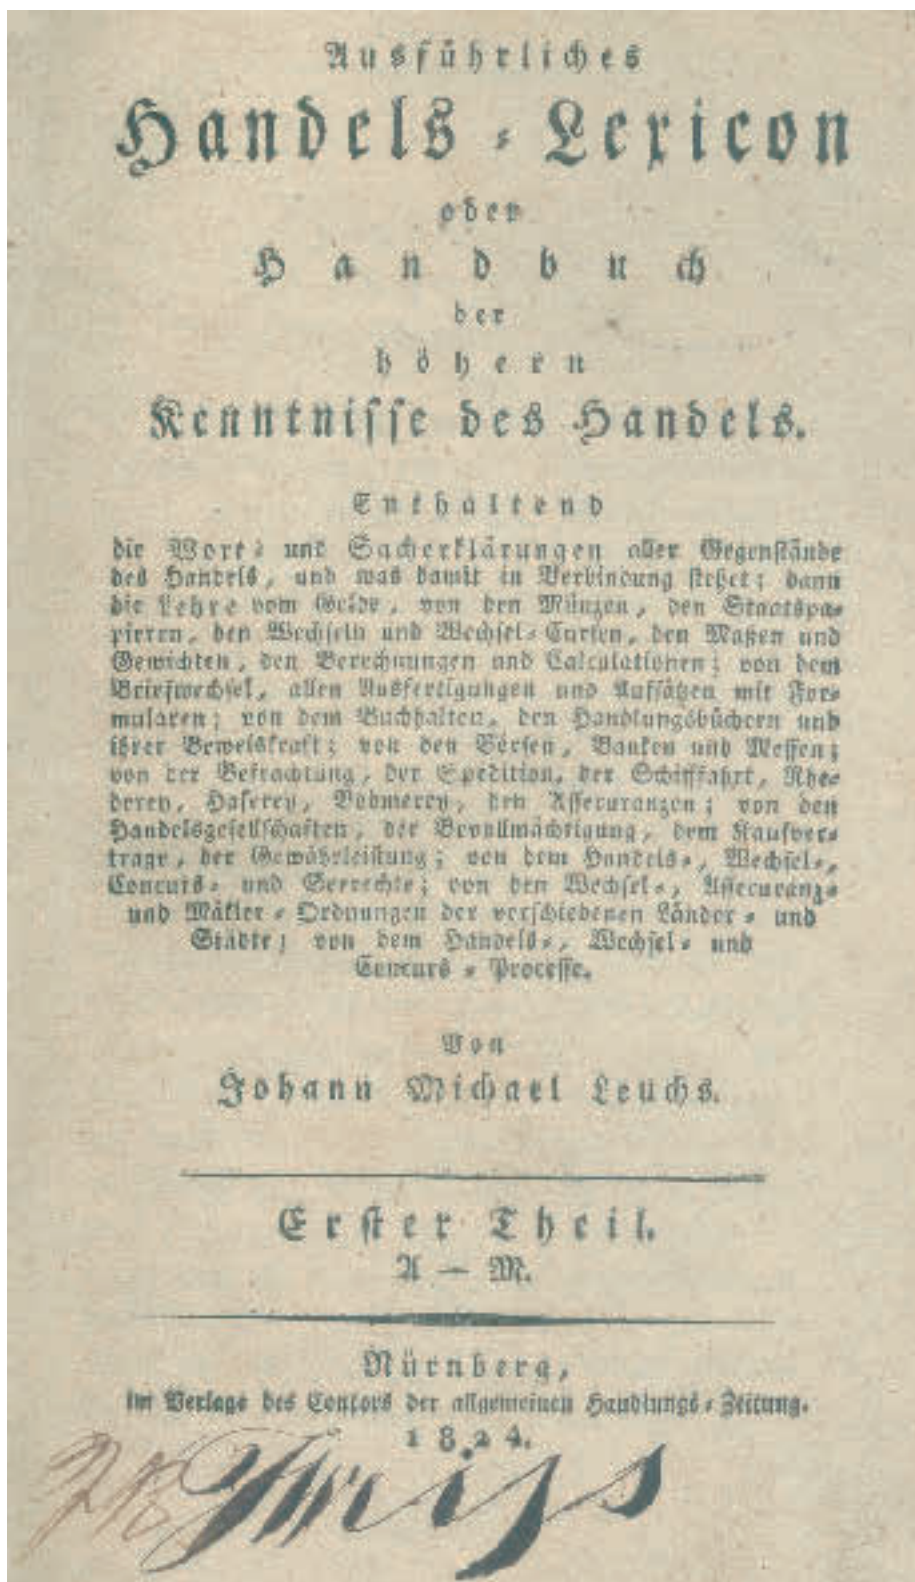 Ausführliches
Handels-Lexicon
oder
Handbuch
der
höhern
Kenntnisse des Handels.
Enthaltend
die Wort- und Sacherklärungen aller Gegenstände
des Handels, und was damit in Verbindung stehet; dann
die Lehre vom Gelde, von den Münzen, den Staatspa-
pieren, den Wechseln und Wechsel-Cursen, den Maßen und
Gewichten, den Berechnungen und Calculationen; von dem
Briefwechsel, allen Ausfertigungen und Aufsätzen mit For-
mularen; von dem Buchhalten, den Handlungsbüchern und
ihrer Beweiskraft; von den Börsen, Banken und Messen;
von der Befrachtung, der Spedition, der Schifffahrt, Rhe-
derey, Haferey, Bodmerey, den Assecuranzen; von den
Handelsgesellschaften, der Bevollmächtigung, dem Kaufver-
trage, der Gewährleistung; von dem Handels-, Wechsel-,
Concurs- und Seerechte; von den Wechsel-, Assecuranz-
und Mäkler-Ordnungen der verschiedenen Länder- und
Städte; von dem Handels-, Wechsel- und
Concurs-Processe.
Von
Johann Michael Leuchs.
Erster Theil.
A — M.
Nürnberg,
im Verlage des Contors der allgemeinen Handlungs-Zeitung.
1824.